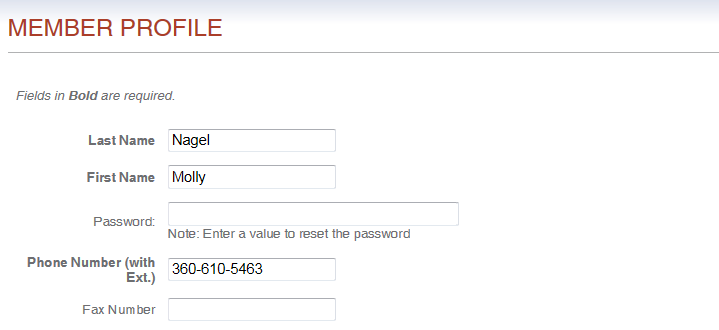 MEMBER PROFILE
Fields in Bold are required.
Last Name Nagel
First Name Molly
Password:
Note: Enter a value to reset the password
Phone Number (with
Ext.) 360-610-5463
Fax Number